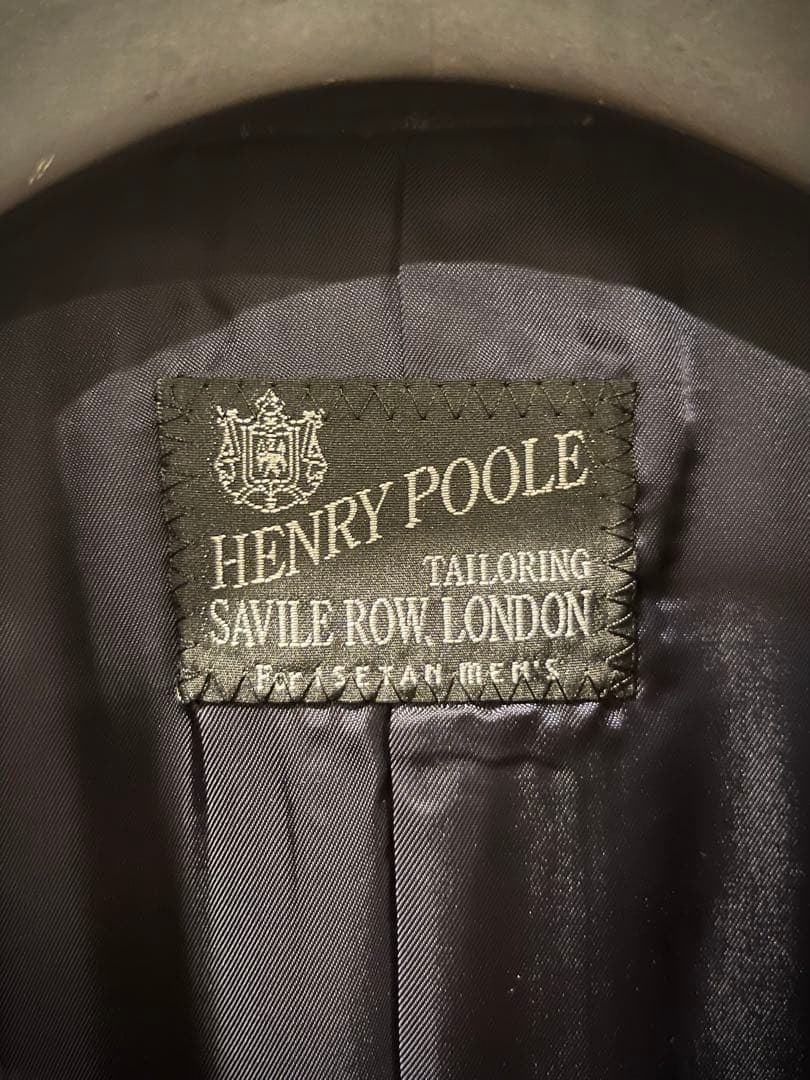 HENRY POOLE
TAILORING
SAVILE ROW. LONDON
For ISETAN MEN'S